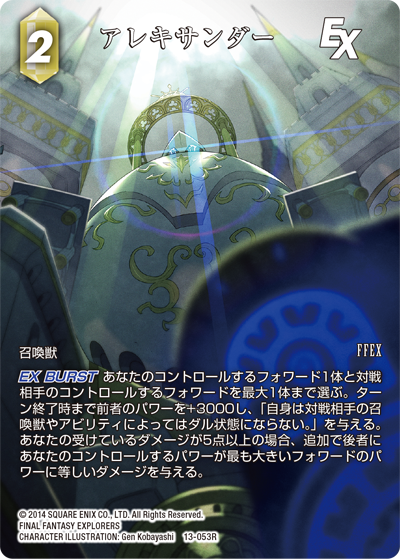 2
アレキサンダー
EX
召喚獣
FFEX
EX BURST あなたのコントロールするフォワード1体と対戦
相手のコントロールするフォワードを最大1体まで選ぶ。ター
ン終了時まで前者のパワーを+3000し、「自身は対戦相手の召
喚獣やアビリティによってはダル状態にならない。」を与える。
あなたの受けているダメージが5点以上の場合、追加で後者に
あなたのコントロールするパワーが最も大きいフォワードのパ
ワーに等しいダメージを与える。
© 2014 SQUARE ENIX CO., LTD. All Rights Reserved.
FINAL FANTASY EXPLORERS
CHARACTER ILLUSTRATION: Gen Kobayashi 13-053R